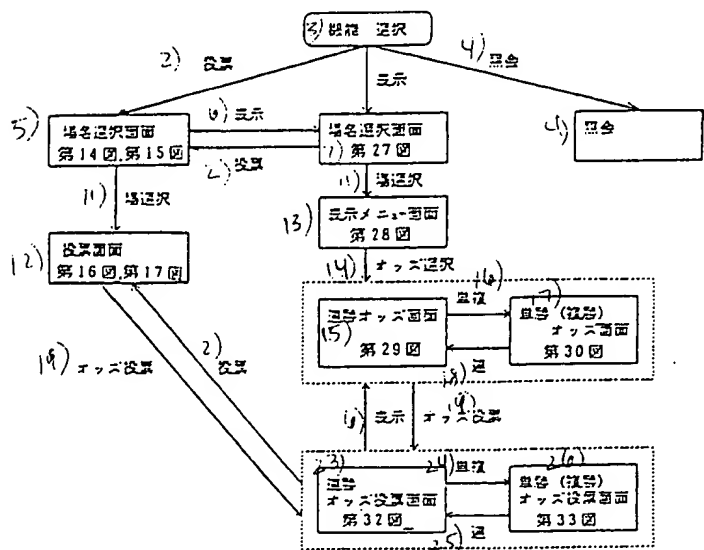 3) 機能 選択
2) 投票
表示
4) 照会
5)
場名選択画面
第14図.第15図
6) 表示
2) 投票
場名選択画面
7) 第27図
照会
11) 場選択
11) 場選択
13)
表示メニュー画面
第28図
12)
投票画面
第16図.第17図
14) オッズ選択
16) 単複
連勝オッズ画面
15)
第29図
17)
単勝(複勝)
オッズ画面
第30図
18) 連
19) オッズ投票
2) 投票
6) 表示
19) オッズ投票
23)
連勝
オッズ投票画面
第32図
24) 単複
26)
単勝(複勝)
オッズ投票画面
第33図
25) 連